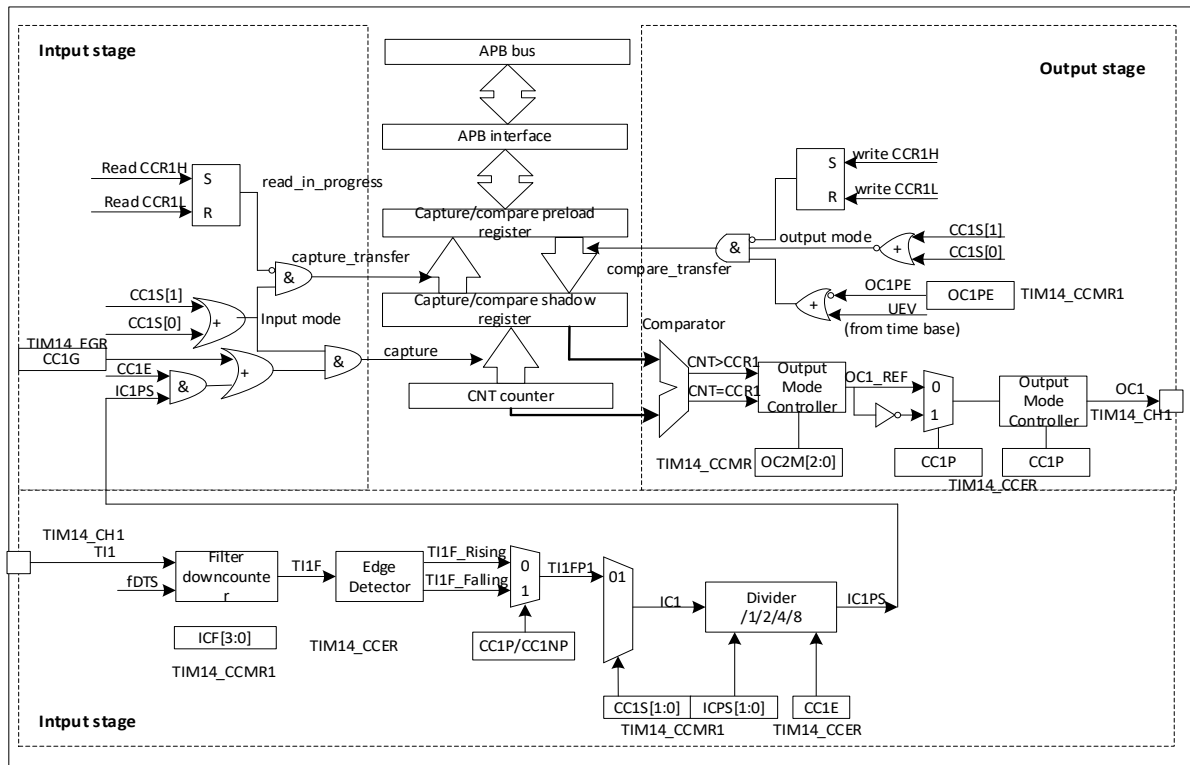 Intput stage
APB bus
Output stage
APB interface
Read CCR1H
S
read_in_progress
Read CCR1L
R
S
write CCR1H
R
write CCR1L
Capture/compare preload
register
capture_transfer
&
&
output mode
+
CC1S[1]
CC1S[0]
compare_transfer
CC1S[1]
CC1S[0]
+
Input mode
Capture/compare shadow
register
OC1PE
OC1PE
TIM14_CCMR1
+
UEV
(from time base)
Comparator
TIM14_EGR
CC1G
+
&
capture
CC1E
IC1PS
&
CNT counter
CNT>CCR1
CNT=CCR1
Output
Mode
Controller
OC1_REF
0
1
Output
Mode
Controller
OC1
TIM14_CH1
TIM14_CCMR
OC2M[2:0]
CC1P
CC1P
TIM14_CCER
TIM14_CH1
TI1
fDTS
Filter
downcounte
r
TI1F
Edge
Detector
TI1F_Rising
TI1F_Falling
0
1
TI1FP1
01
IC1
Divider
/1/2/4/8
IC1PS
ICF[3:0]
TIM14_CCMR1
TIM14_CCER
CC1P/CC1NP
CC1S[1:0]
ICPS[1:0]
CC1E
TIM14_CCMR1
TIM14_CCER
Intput stage